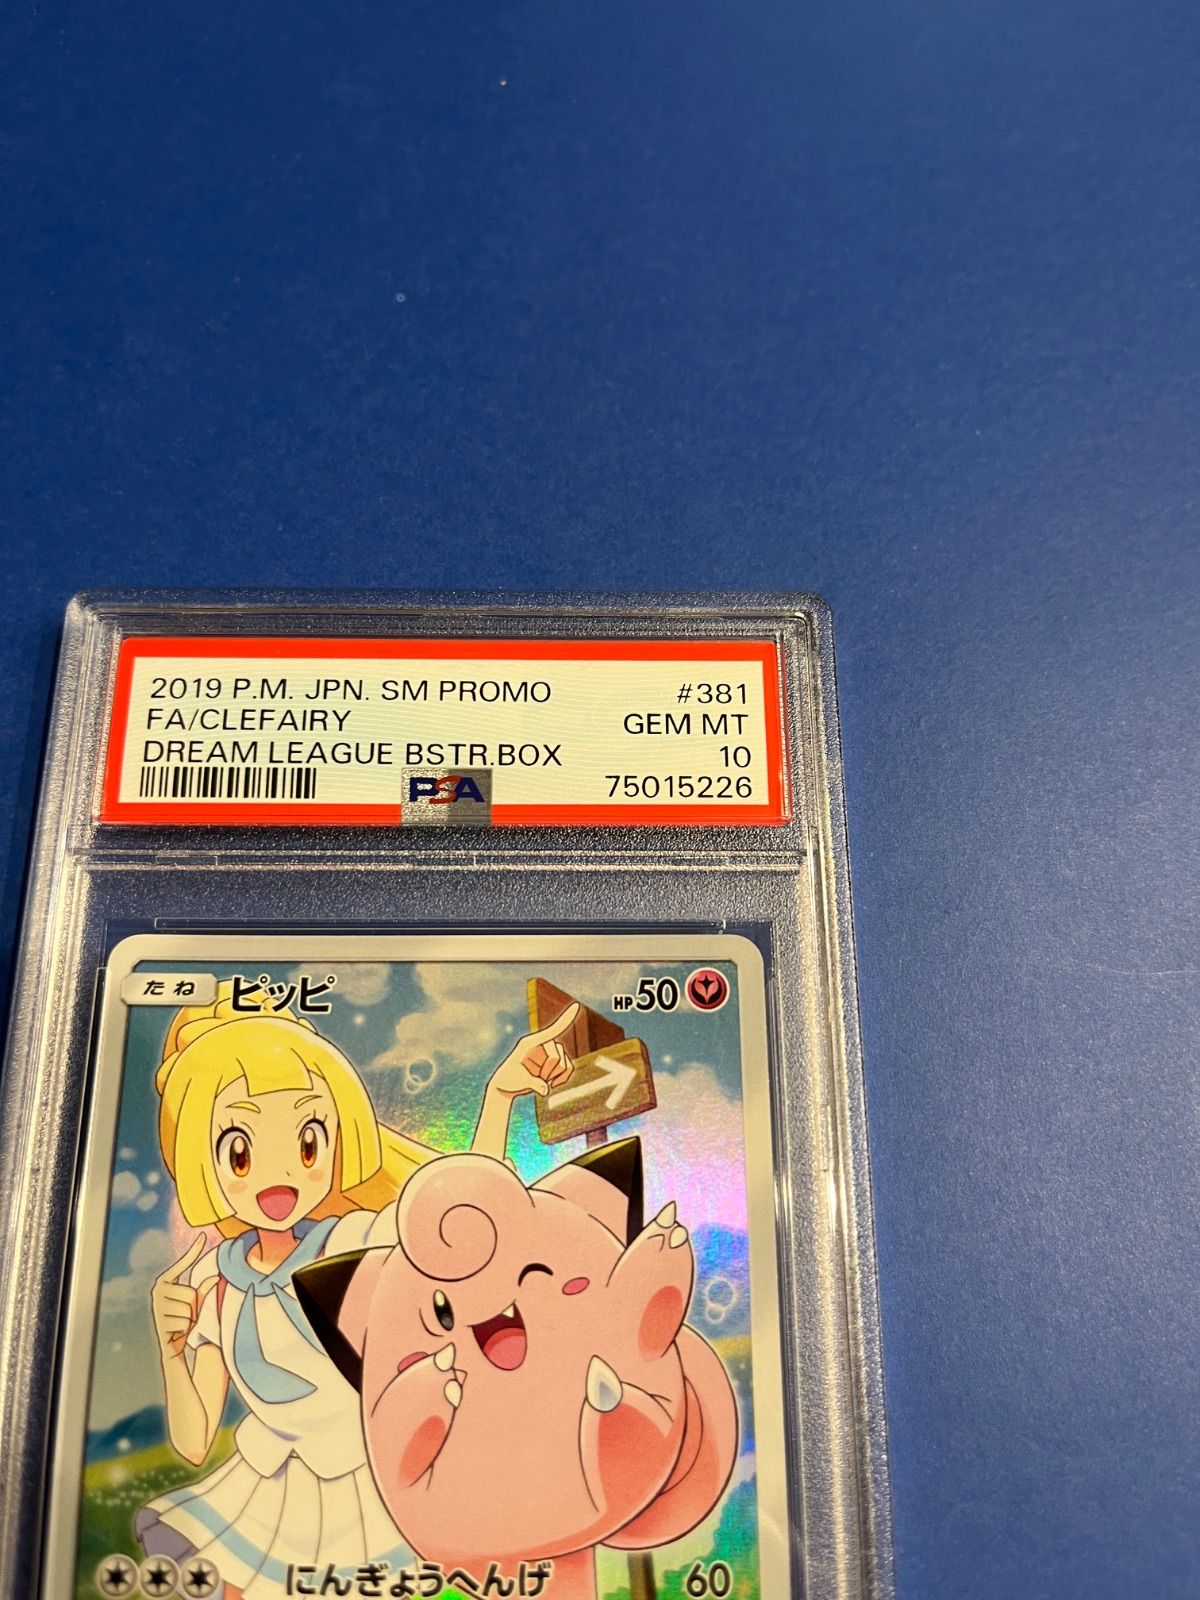 2019 P.M. JPN. SM PROMO #381
FA/CLEFAIRY GEM MT
DREAM LEAGUE BSTR.BOX 10
PSA 75015226
たね ピッピ HP50
にんぎょうへんげ 60